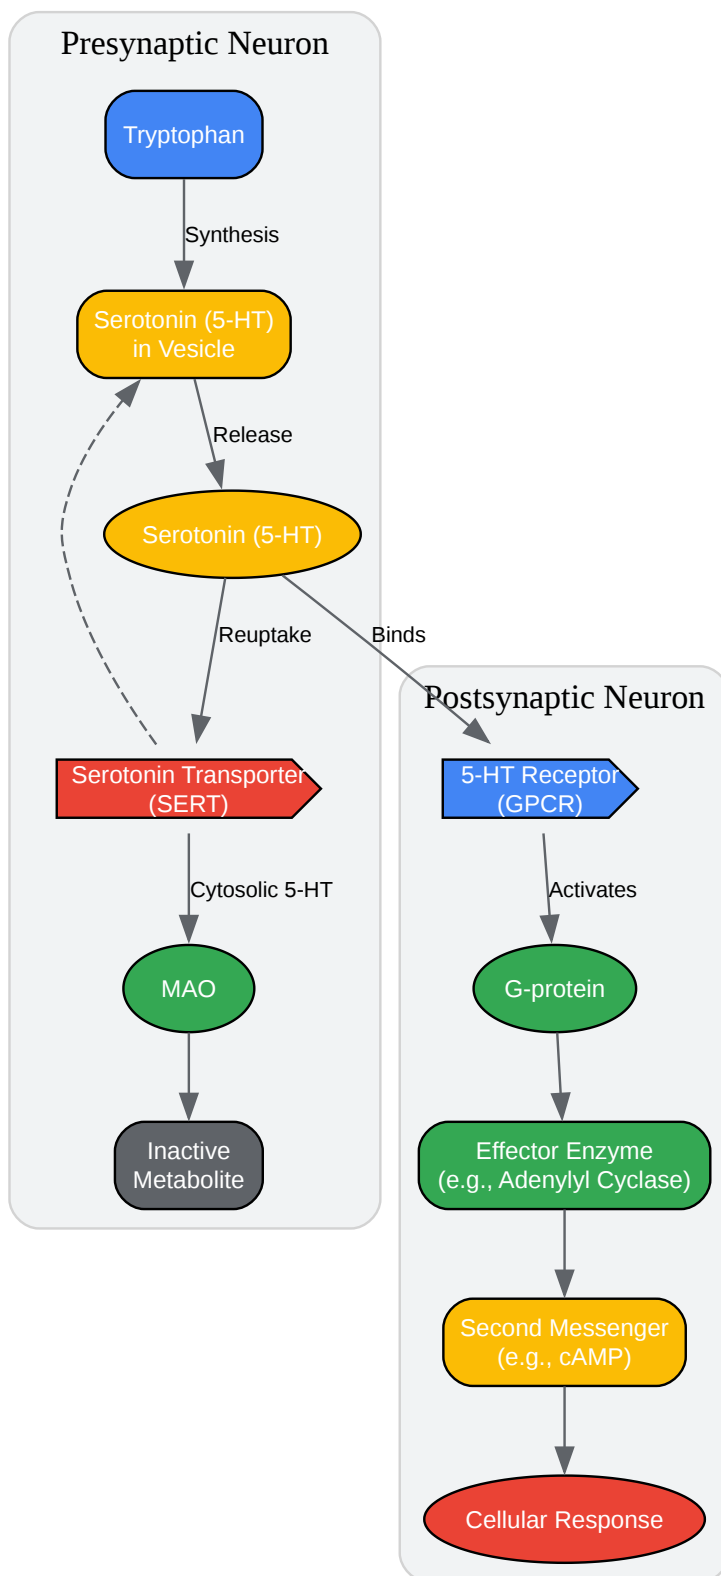 Presynaptic Neuron
Tryptophan
Synthesis
Serotonin (5-HT)
in Vesicle
Release
Serotonin (5-HT)
Reuptake
Binds
Postsynaptic Neuron
Serotonin Transporter
(SERT)
5-HT Receptor
(GPCR)
Cytosolic 5-HT
Activates
MAO
G-protein
Inactive
Metabolite
Effector Enzyme
(e.g., Adenylyl Cyclase)
Second Messenger
(e.g., cAMP)
Cellular Response